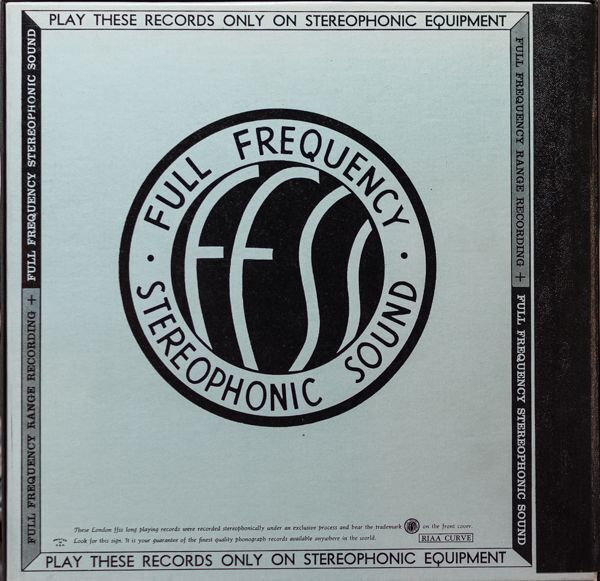 PLAY THESE RECORDS ONLY ON STEREOPHONIC EQUIPMENT
FULL FREQUENCY RANGE RECORDING + FULL FREQUENCY STEREOPHONIC SOUND
FULL FREQUENCY RANGE RECORDING + FULL FREQUENCY STEREOPHONIC SOUND
· FULL FREQUENCY ·
FFSS
STEREOPHONIC SOUND
These London ffss long playing records were recorded stereophonically under an exclusive process and bear the trademark on the front cover.
Look for this sign. It is your guarantee of the finest quality phonograph records available anywhere in the world.
RIAA CURVE
PLAY THESE RECORDS ONLY ON STEREOPHONIC EQUIPMENT